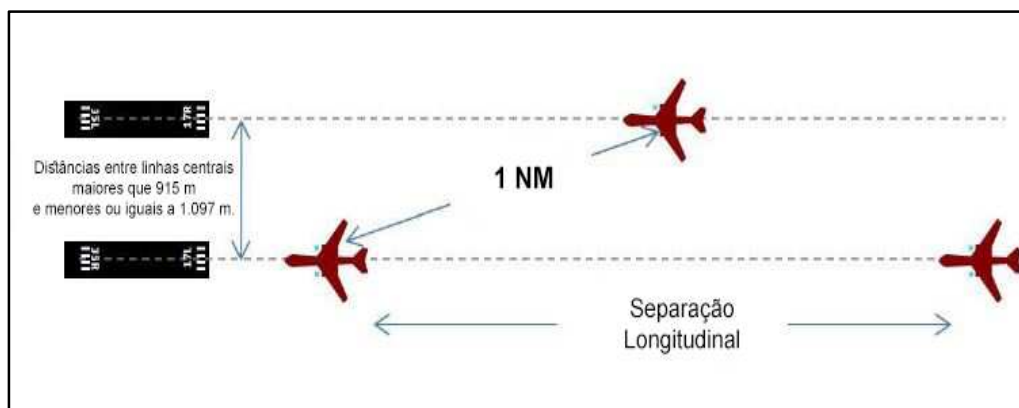 35L 17R
Distâncias entre linhas centrais
maiores que 915 m
e menores ou iguais a 1.097 m.
1 NM
35R 17L
Separação
Longitudinal